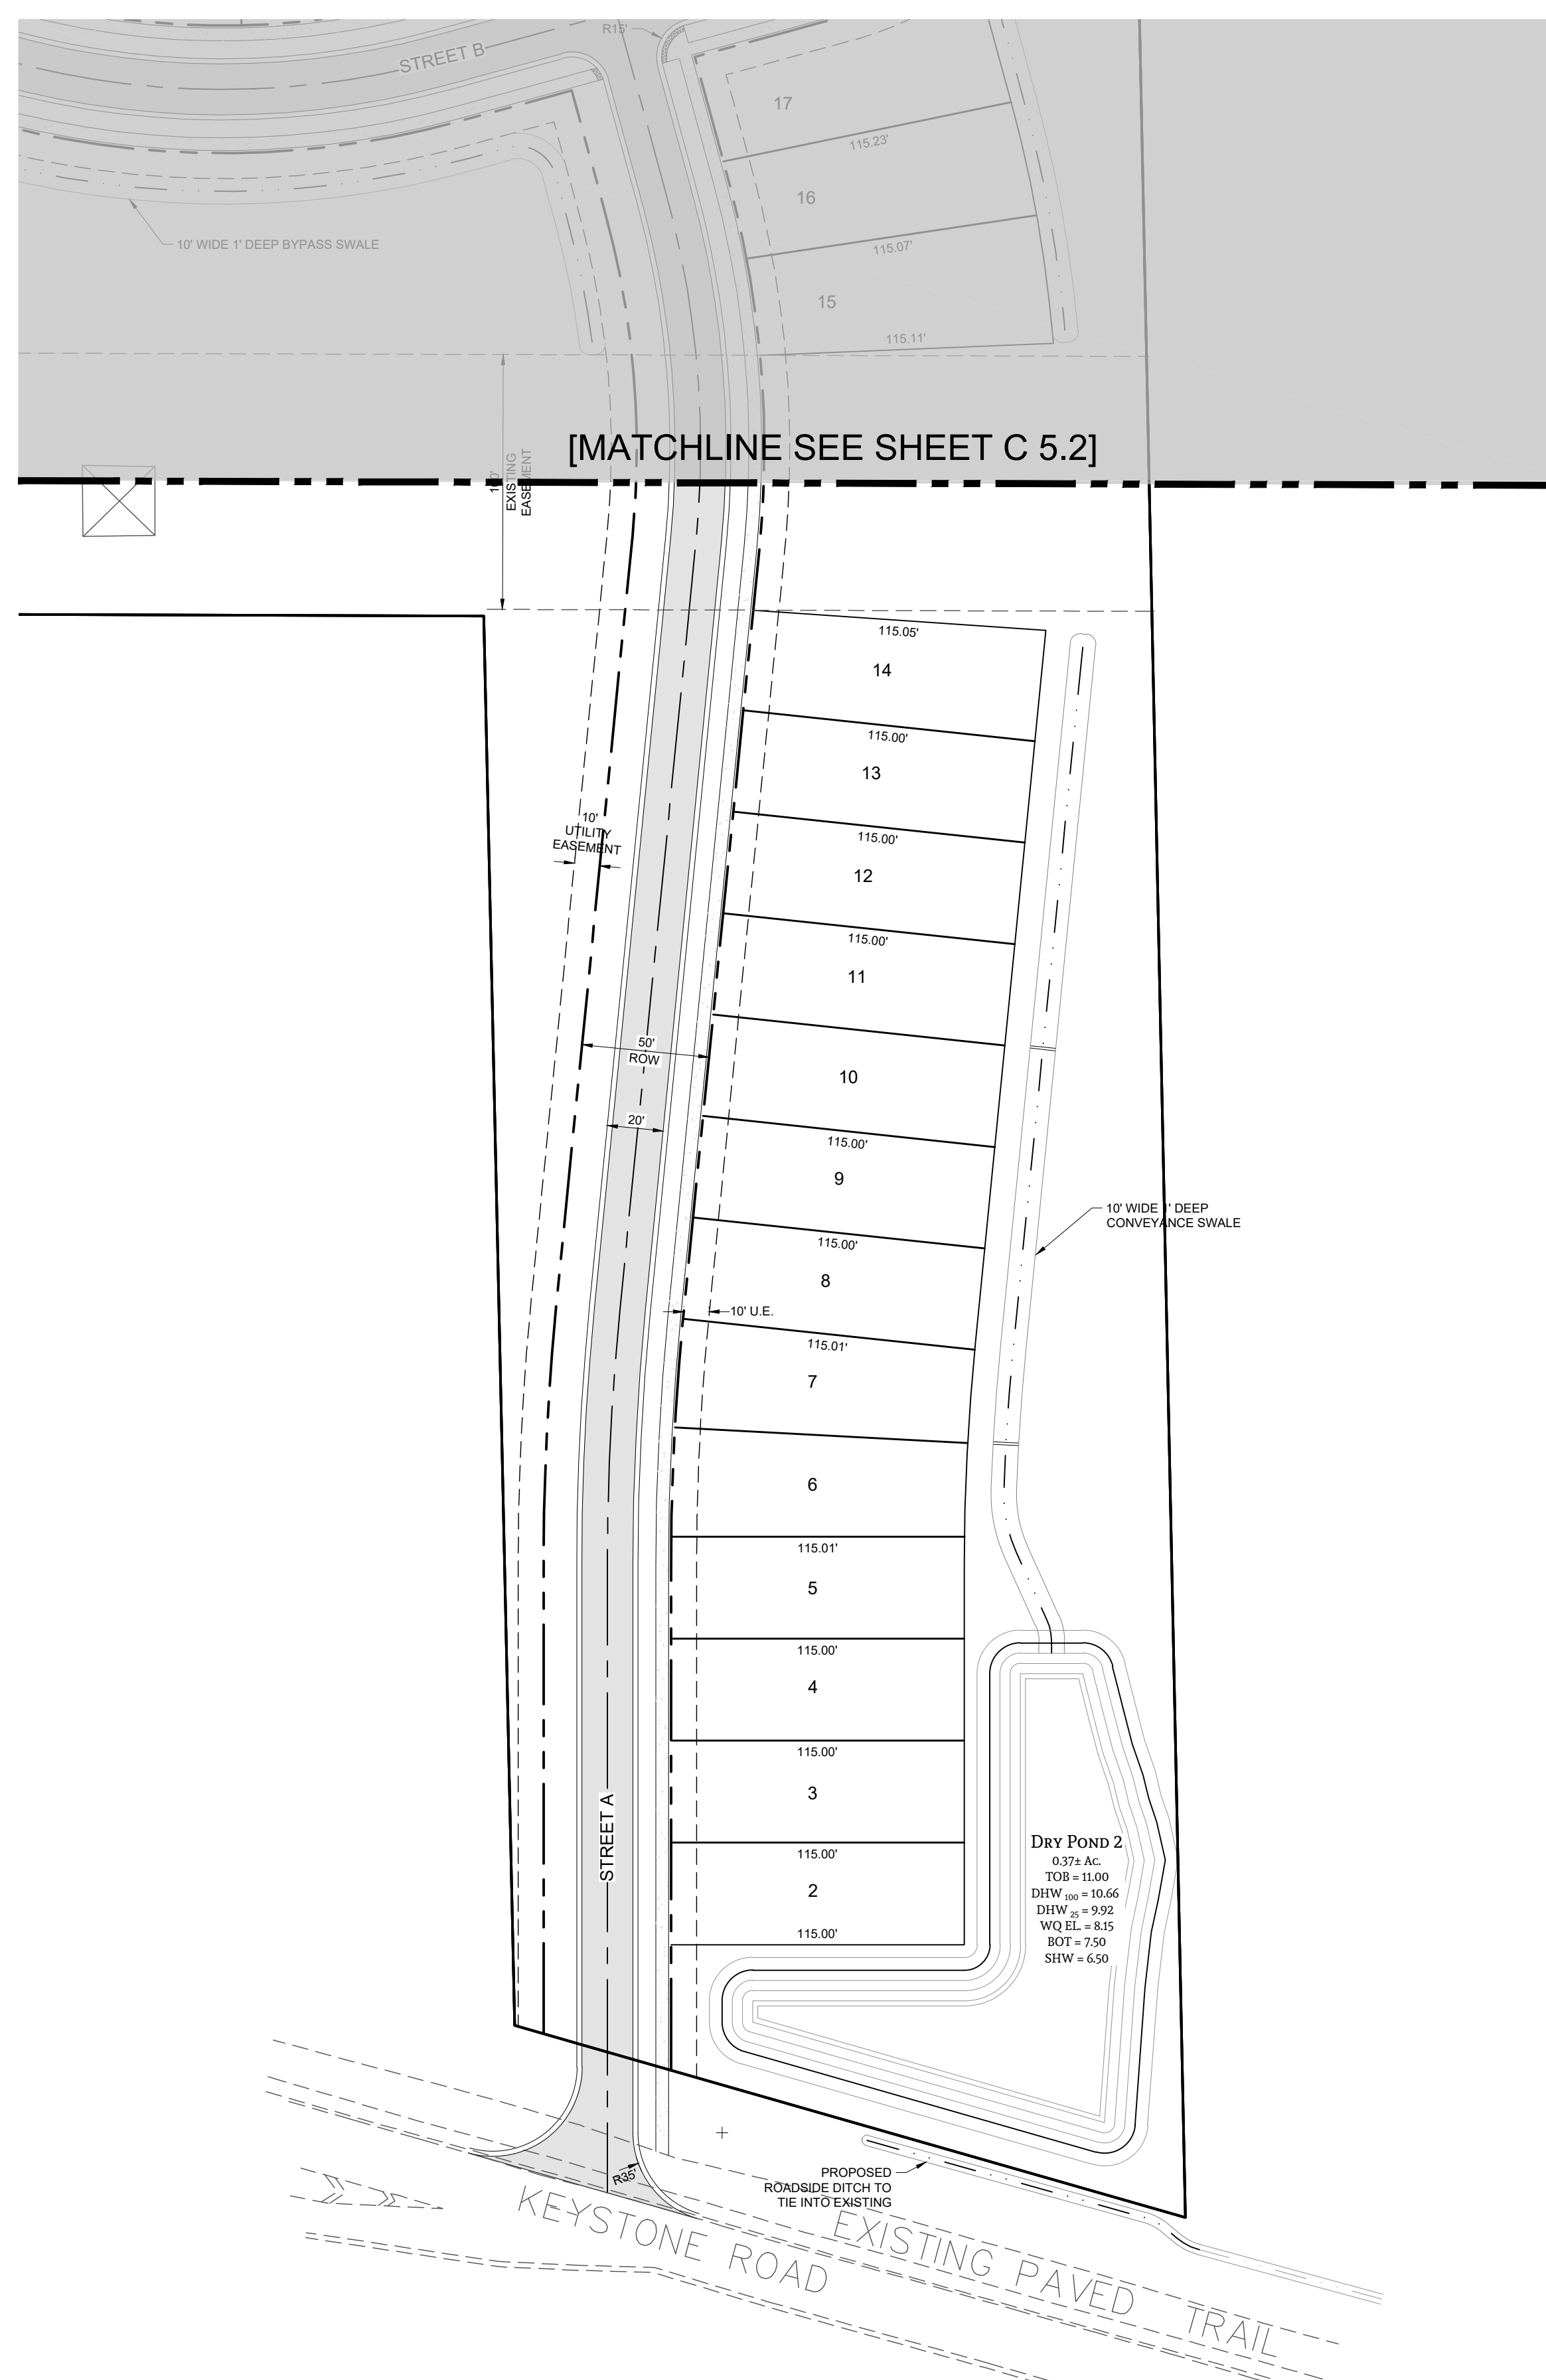 R15'
STREET B
17
115.23'
16
10' WIDE 1' DEEP BYPASS SWALE
115.07'
15
115.11'
[MATCHLINE SEE SHEET C 5.2]
EXISTING
EASEMENT
115.05'
14
115.00'
13
10'
UTILITY
EASEMENT
115.00'
12
115.00'
11
50'
ROW
10
20'
115.00'
9
10' WIDE 1' DEEP
CONVEYANCE SWALE
115.00'
8
10' U.E.
115.01'
7
6
115.01'
5
115.00'
4
115.00'
3
STREET A
115.00'
2
115.00'
DRY POND 2
0.37± AC.
TOB = 11.00
DHW 100 = 10.66
DHW 25 = 9.92
WQ EL. = 8.15
BOT = 7.50
SHW = 6.50
R35'
PROPOSED
ROADSIDE DITCH TO
TIE INTO EXISTING
KEYSTONE ROAD
EXISTING PAVED TRAIL